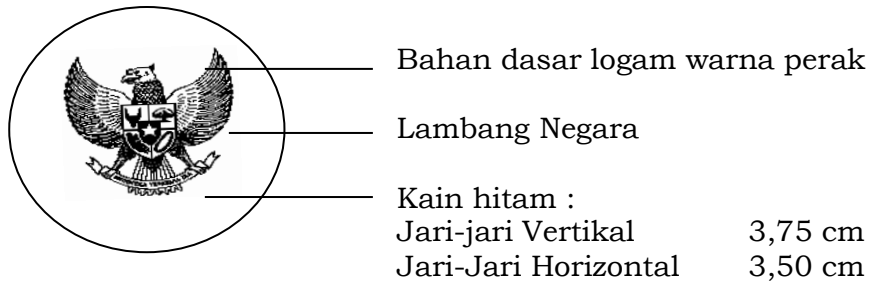 Bahan dasar logam warna perak
Lambang Negara
Kain hitam :
Jari-jari Vertikal 3,75 cm
Jari-Jari Horizontal 3,50 cm